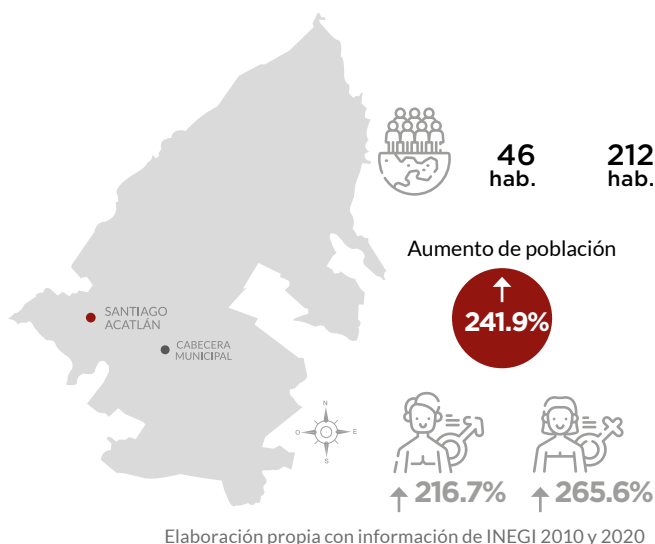 46
hab.
212
hab.
Aumento de población
241.9%
SANTIAGO
ACATLÁN
CABECERA
MUNICIPAL
N
O
E
S
216.7%
265.6%
Elaboración propia con información de INEGI 2010 y 2020